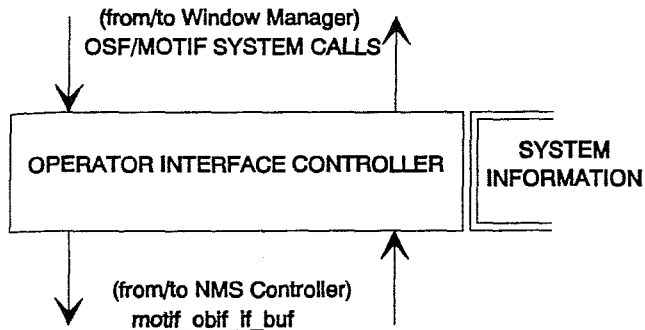 (from/to Window Manager)
OSF/MOTIF SYSTEM CALLS
OPERATOR INTERFACE CONTROLLER
SYSTEM
INFORMATION
(from/to NMS Controller)
motif_obif_if_buf